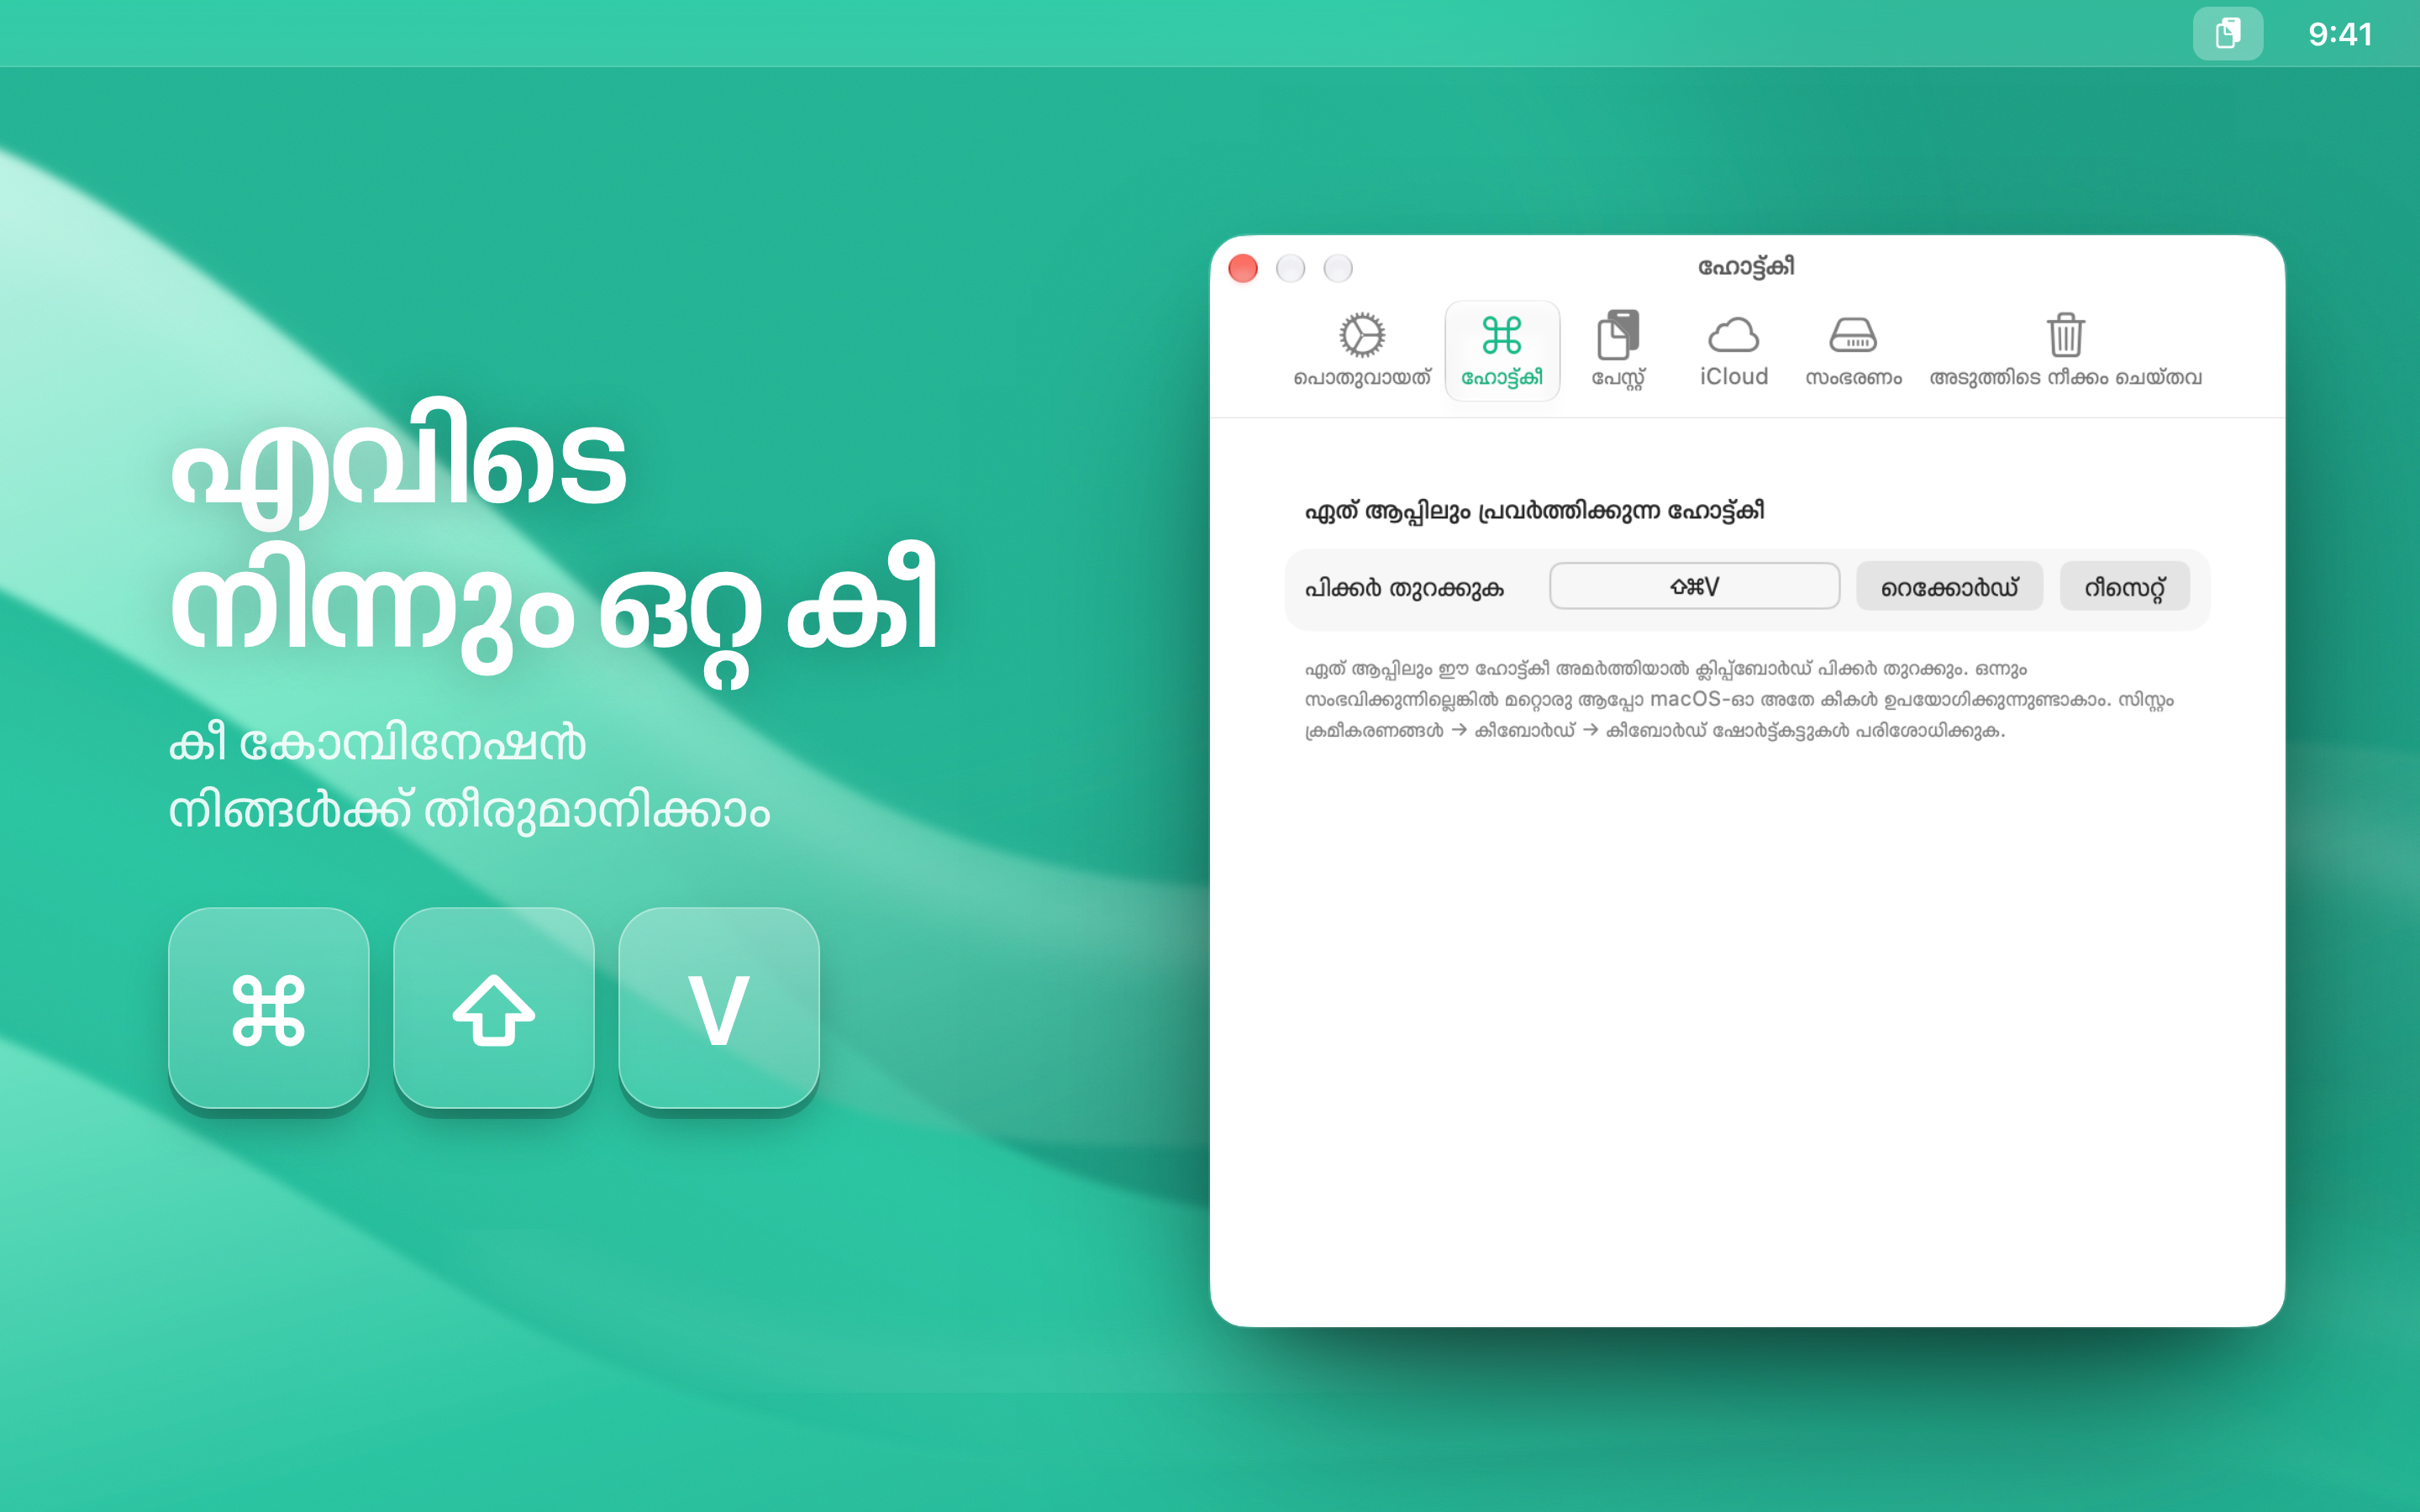 9:41
എവിടെ
നിന്നും ഒറ്റ കീ
കീ കോമ്പിനേഷൻ
നിങ്ങൾക്ക് തീരുമാനിക്കാം
⌘ ⇧ V
ഹോട്ട്കീ
പൊതുവായത് ഹോട്ട്കീ പേസ്റ്റ് iCloud സംഭരണം അടുത്തിടെ നീക്കം ചെയ്തവ
ഏത് ആപ്പിലും പ്രവർത്തിക്കുന്ന ഹോട്ട്കീ
പിക്കർ തുറക്കുക ⇧⌘V റെക്കോർഡ് റീസെറ്റ്
ഏത് ആപ്പിലും ഈ ഹോട്ട്കീ അമർത്തിയാൽ ക്ലിപ്പ്ബോർഡ് പിക്കർ തുറക്കും. ഒന്നും
സംഭവിക്കുന്നില്ലെങ്കിൽ മറ്റൊരു ആപ്പോ macOS-ഓ അതേ കീകൾ ഉപയോഗിക്കുന്നുണ്ടാകാം. സിസ്റ്റം
ക്രമീകരണങ്ങൾ → കീബോർഡ് → കീബോർഡ് ഷോർട്ട്കട്ടുകൾ പരിശോധിക്കുക.